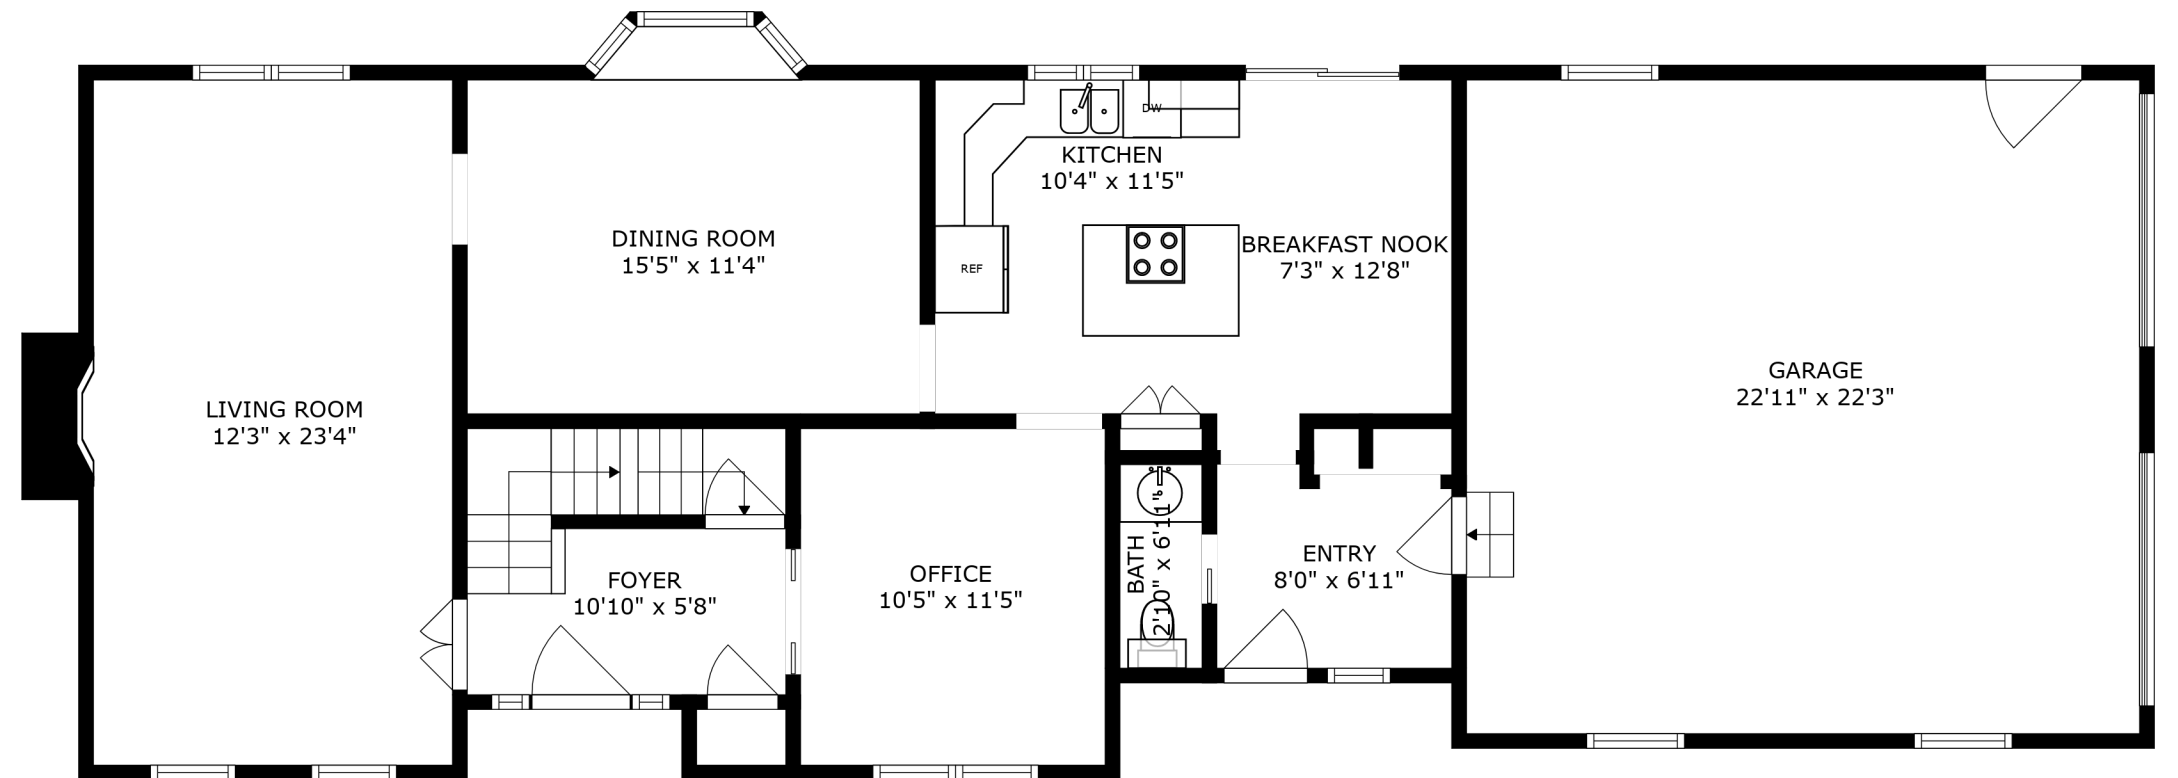 DW
KITCHEN
10'4" x 11'5"
DINING ROOM
15'5" x 11'4"
REF
BREAKFAST NOOK
7'3" x 12'8"
GARAGE
22'11" x 22'3"
LIVING ROOM
12'3" x 23'4"
FOYER
10'10" x 5'8"
OFFICE
10'5" x 11'5"
BATH
2'10" x 6'11"
ENTRY
8'0" x 6'11"